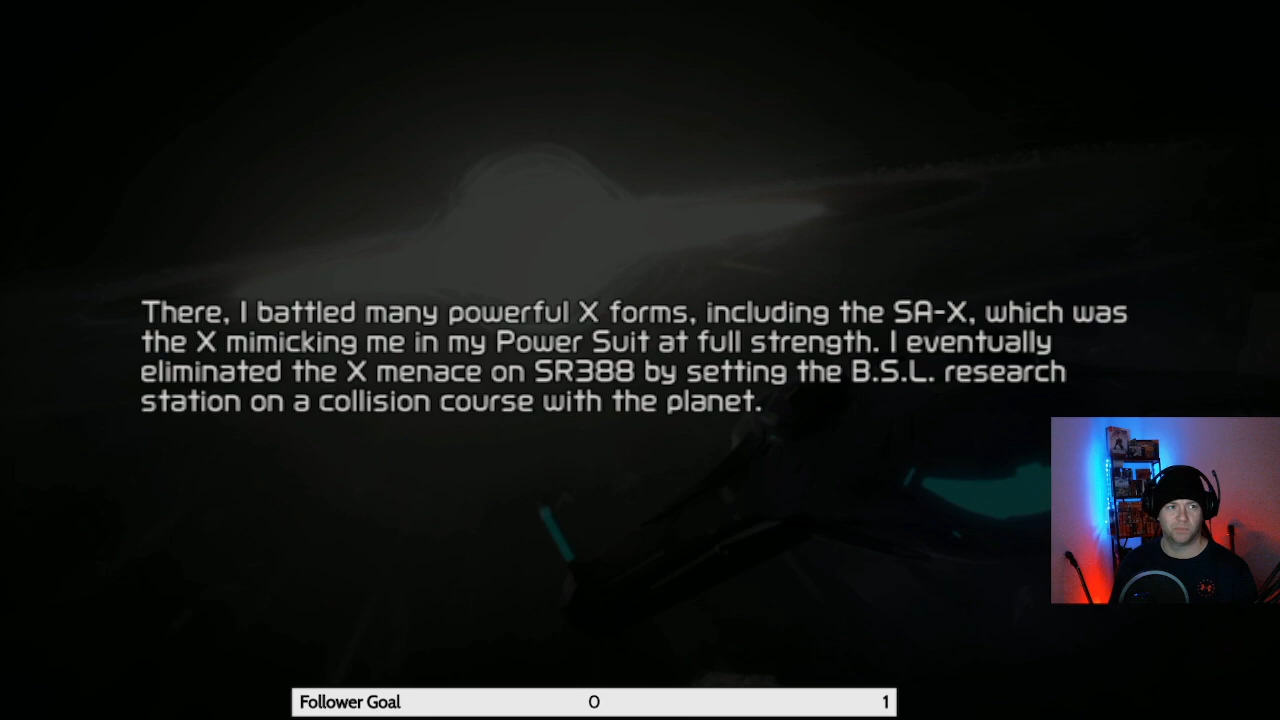 There, I battled many powerful X forms, including the SA-X, which was
the X mimicking me in my Power Suit at full strength. I eventually
eliminated the X menace on SR388 by setting the B.S.L. research
station on a collision course with the planet.
Follower Goal 0 1